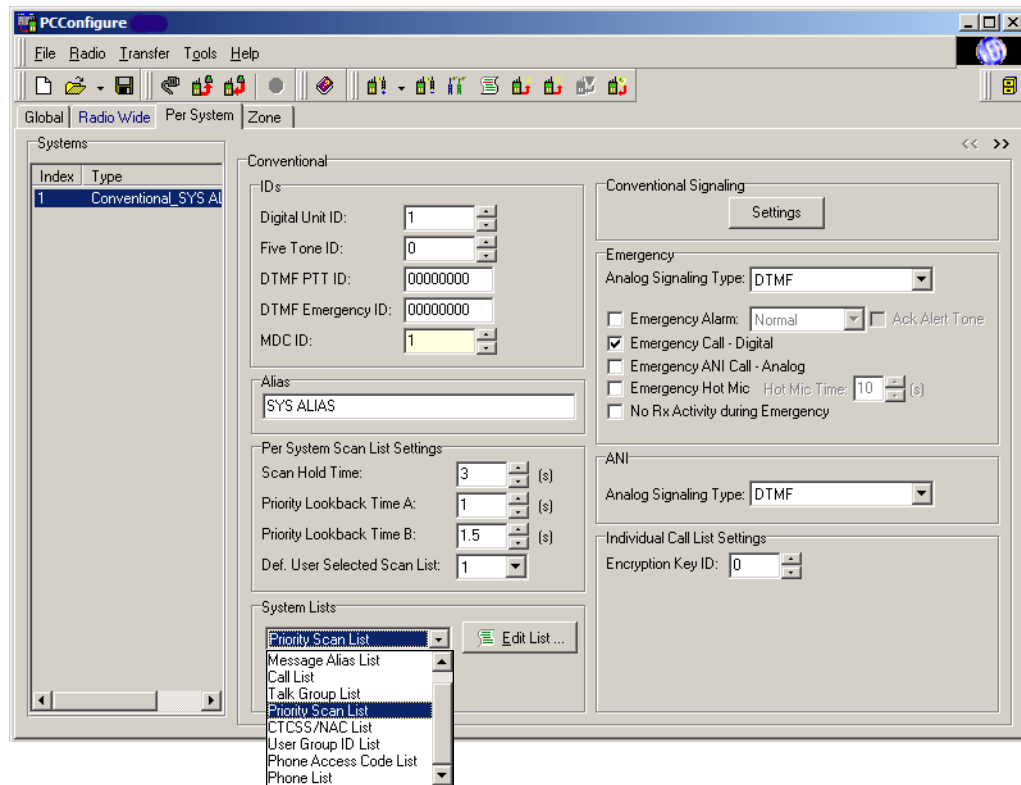 PCConfigure
File Radio Transfer Tools Help
Global Radio Wide Per System Zone
Systems
Index Type
1 Conventional_SYS AL
<< >>
Conventional
IDs
Digital Unit ID: 1
Five Tone ID: 0
DTMF PTT ID: 00000000
DTMF Emergency ID: 00000000
MDC ID: 1
Alias
SYS ALIAS
Per System Scan List Settings
Scan Hold Time: 3 (s)
Priority Lookback Time A: 1 (s)
Priority Lookback Time B: 1.5 (s)
Def. User Selected Scan List: 1
System Lists
Priority Scan List Edit List ...
Message Alias List
Call List
Talk Group List
Priority Scan List
CTCSS/NAC List
User Group ID List
Phone Access Code List
Phone List
Conventional Signaling
Settings
Emergency
Analog Signaling Type: DTMF
Emergency Alarm: Normal Ack Alert Tone
Emergency Call - Digital
Emergency ANI Call - Analog
Emergency Hot Mic Hot Mic Time: 10 (s)
No Rx Activity during Emergency
ANI
Analog Signaling Type: DTMF
Individual Call List Settings
Encryption Key ID: 0